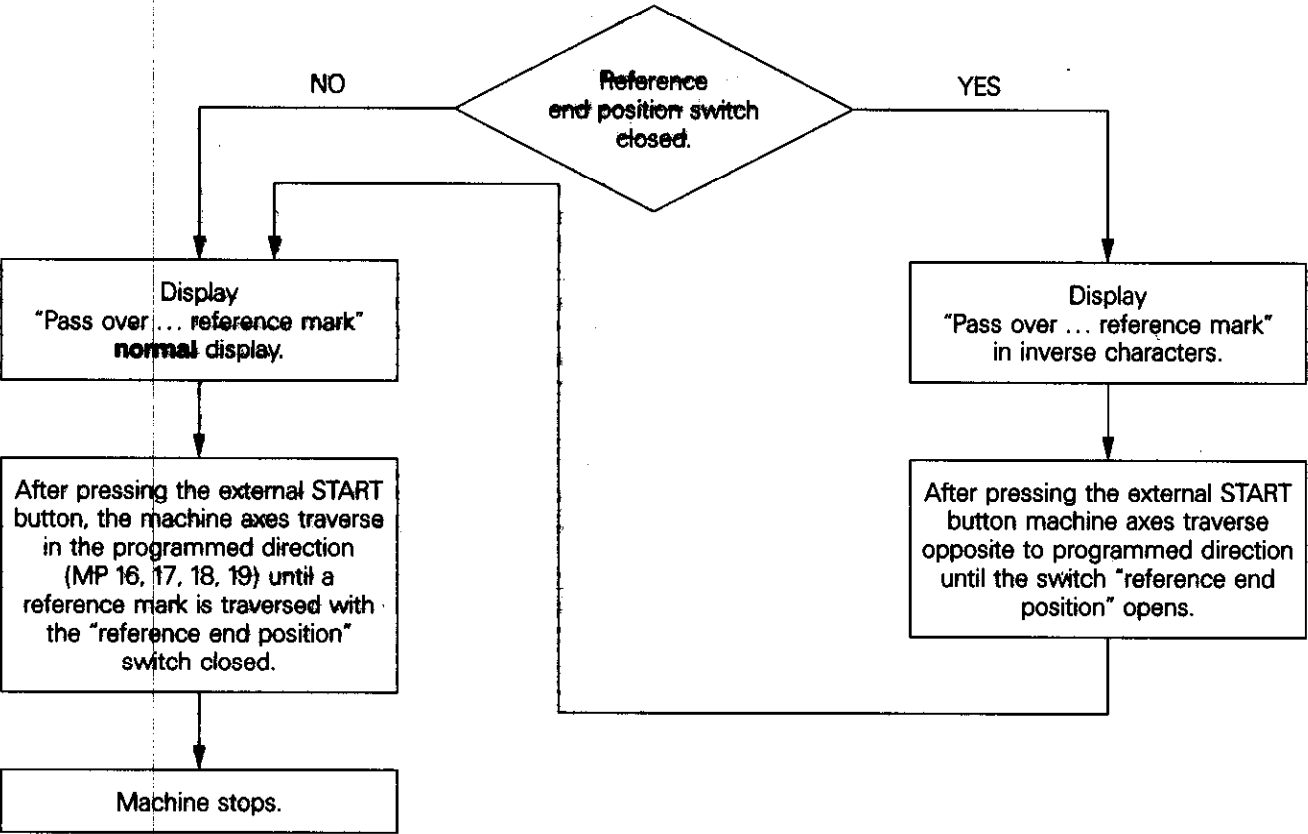 Reference
end position switch
closed.
NO
YES
Display
"Pass over ... reference mark"
normal display.
Display
"Pass over ... reference mark"
in inverse characters.
After pressing the external START
button, the machine axes traverse
in the programmed direction
(MP 16, 17, 18, 19) until a
reference mark is traversed with
the "reference end position"
switch closed.
After pressing the external START
button machine axes traverse
opposite to programmed direction
until the switch "reference end
position" opens.
Machine stops.